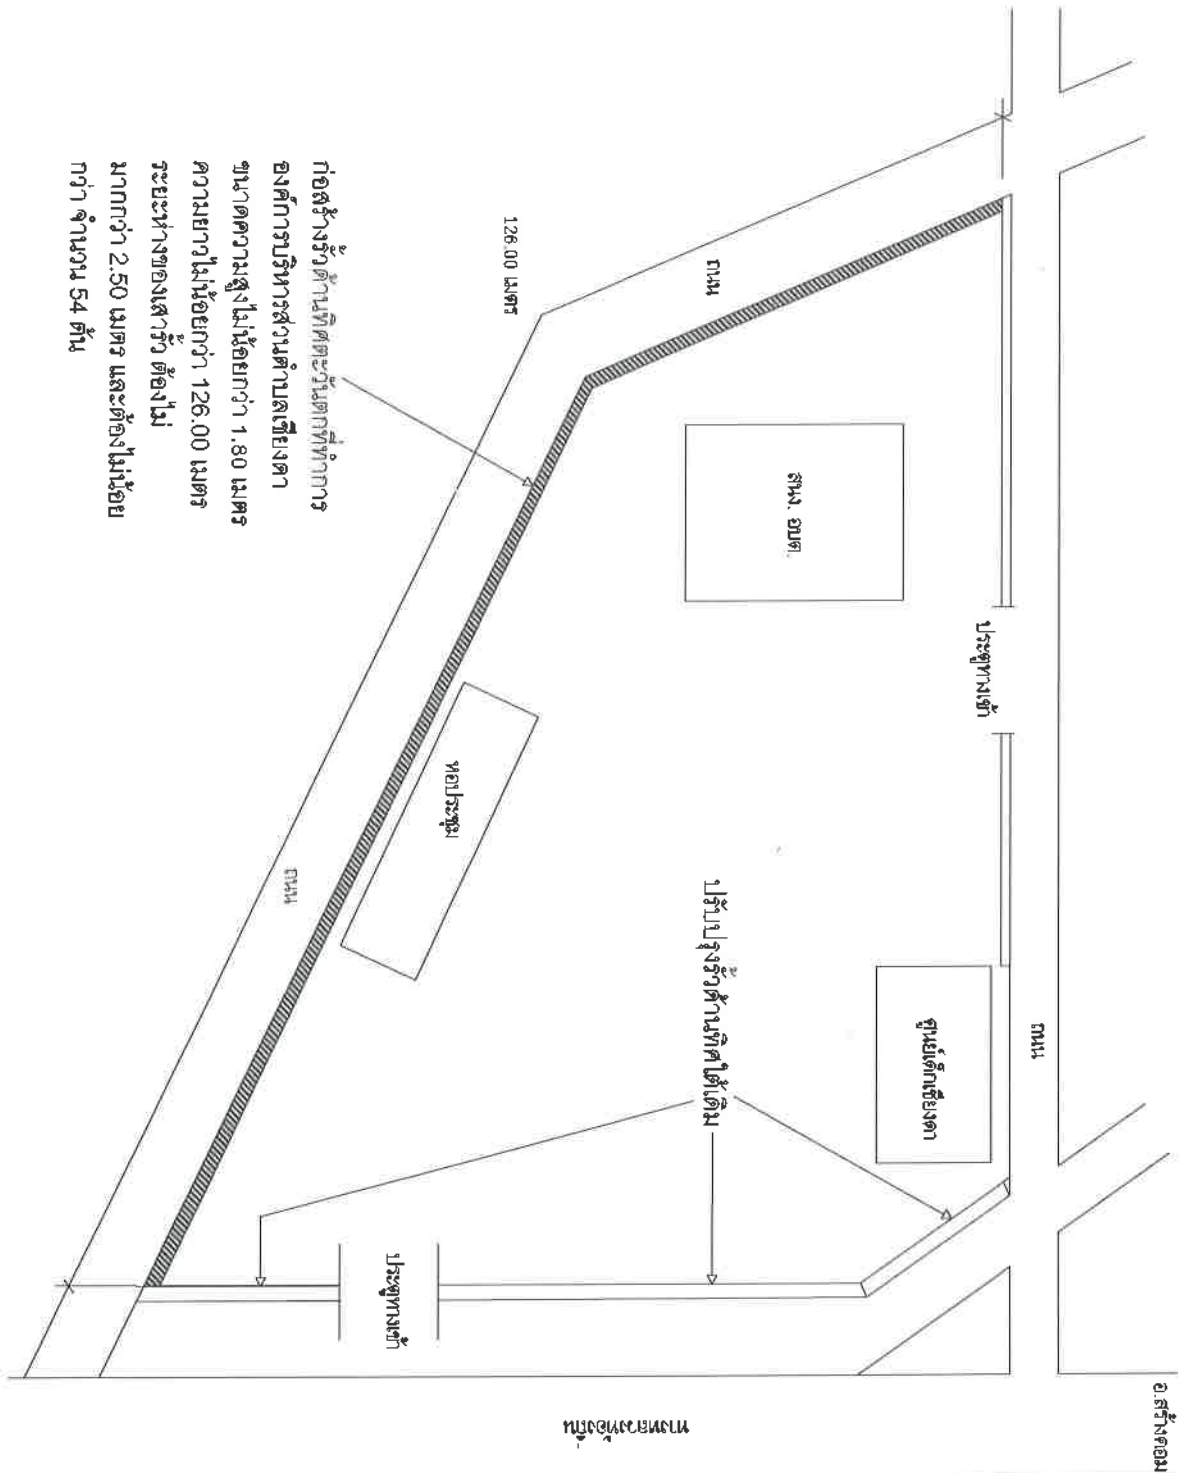 อ.สร้างคอม
ถนน
ทางหลวงท้องถิ่น
ประตูทางเข้า
ศูนย์เด็กเชียงดา
สนง. อบต.
ปรับปรุงรั้วด้านทิศใต้เดิม
ถนน
หอประชุม
ประตูทางเข้า
126.00 เมตร
ถนน
ก่อสร้างรั้วด้านทิศตะวันตกที่ทำการ
องค์การบริหารส่วนตำบลเชียงดา
ขนาดความสูงไม่น้อยกว่า 1.80 เมตร
ความยาวไม่น้อยกว่า 126.00 เมตร
ระยะห่างของเสารั้ว ต้องไม่
มากกว่า 2.50 เมตร และต้องไม่น้อย
กว่า จำนวน 54 ต้น